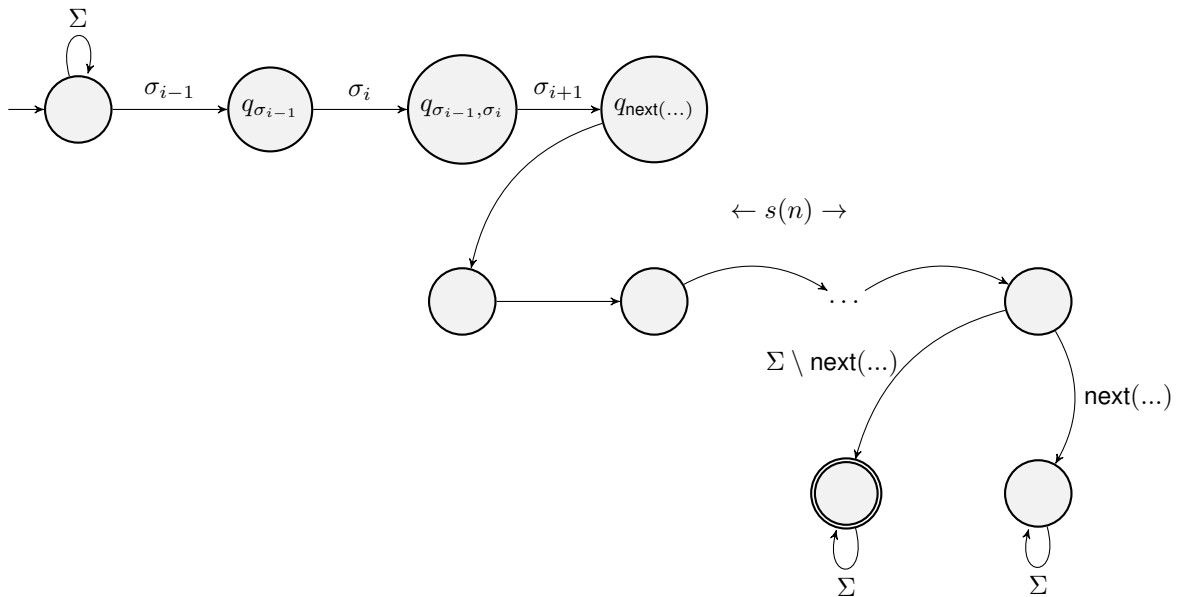 Σ
σ_{i−1} σ_i σ_{i+1}
q_{σ_{i−1}} q_{σ_{i−1},σ_i} q_{next(...)}
← s(n) →
...
Σ \ next(...)
next(...)
Σ Σ